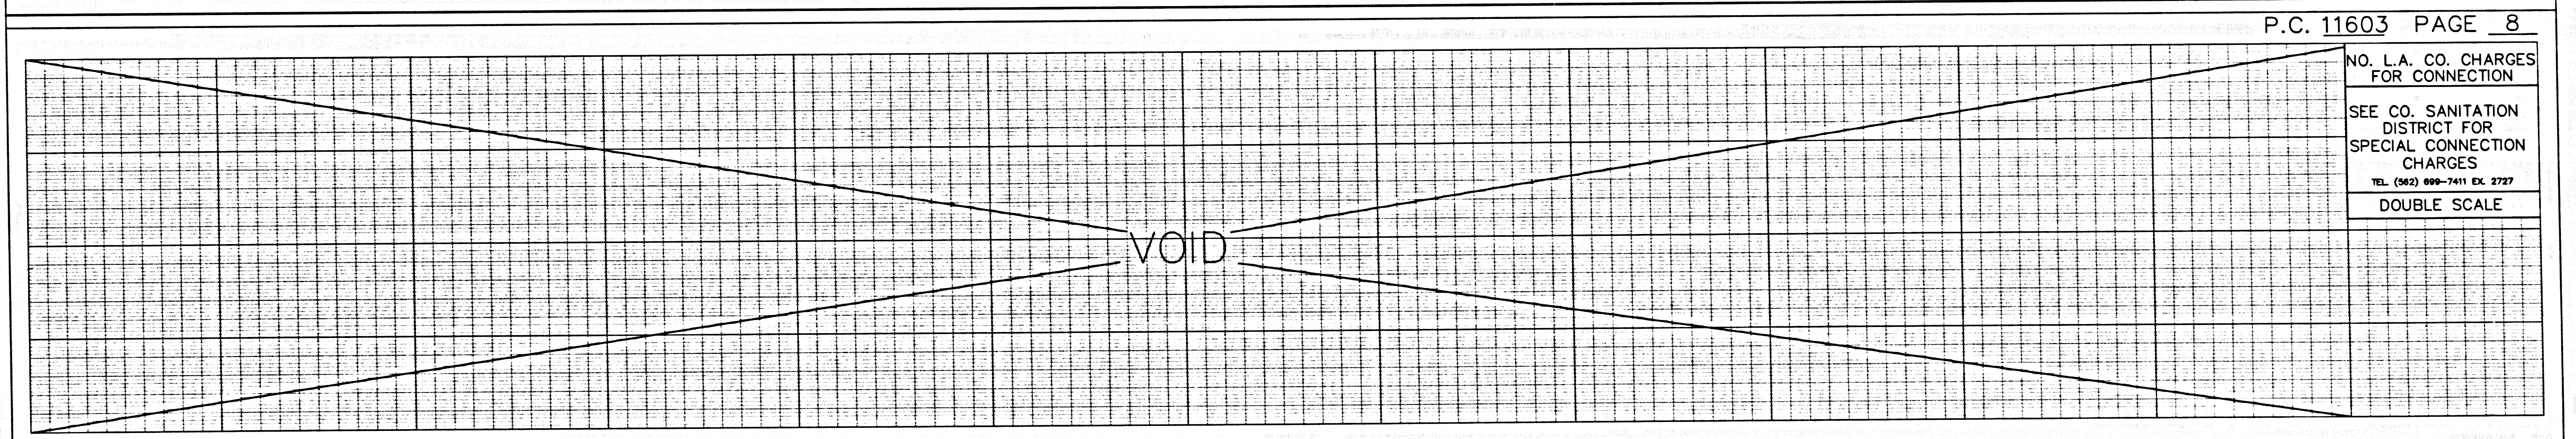 P.C. 11603 PAGE 8
NO. L.A. CO. CHARGES
FOR CONNECTION
SEE CO. SANITATION
DISTRICT FOR
SPECIAL CONNECTION
CHARGES
TEL. (562) 699-7411 EX. 2727
DOUBLE SCALE
VOID